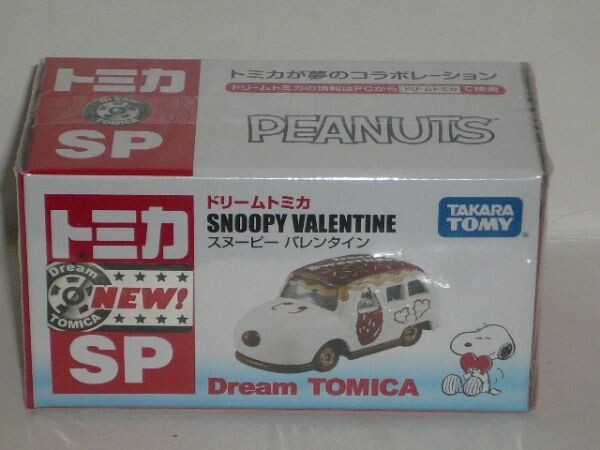 トミカ
Dream
TOMICA
SP
トミカが夢のコラボレーション
ドリームトミカの情報はPCから ドリームトミカ で検索
PEANUTS
トミカ
Dream
TOMICA
NEW!
SP
ドリームトミカ
SNOOPY VALENTINE
スヌーピー バレンタイン
TAKARA
TOMY
Dream TOMICA